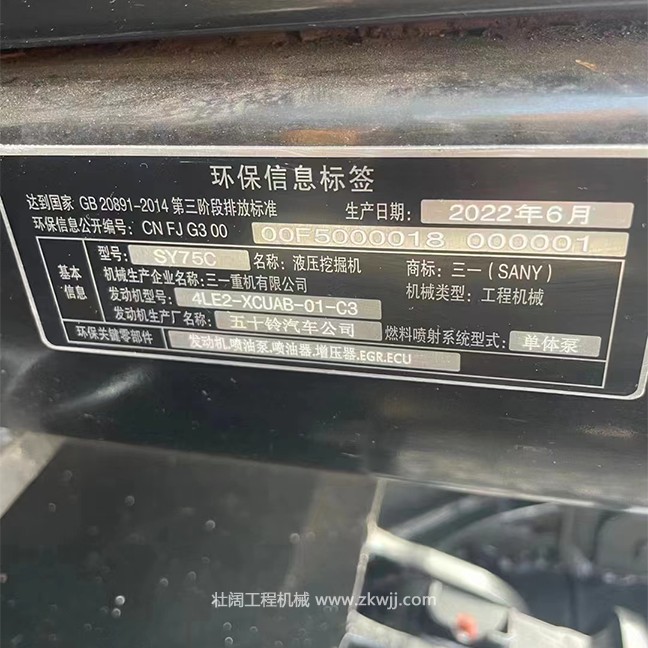 环保信息标签
达到国家 GB 20891-2014 第三阶段排放标准 生产日期: 2022年6月
环保信息公开编号: CN FJ G3 00 00F5000018 000001
基本信息 型号: SY75C 名称: 液压挖掘机 商标: 三一 (SANY)
机械生产企业名称: 三一重机有限公司 机械类型: 工程机械
发动机型号: 4LE2-XCUAB-01-C3
发动机生产厂名称: 五十铃汽车公司 燃料喷射系统型式: 单体泵
环保关键零部件 发动机.喷油泵.喷油器.增压器.EGR.ECU
壮阔工程机械 www.zkwjj.com